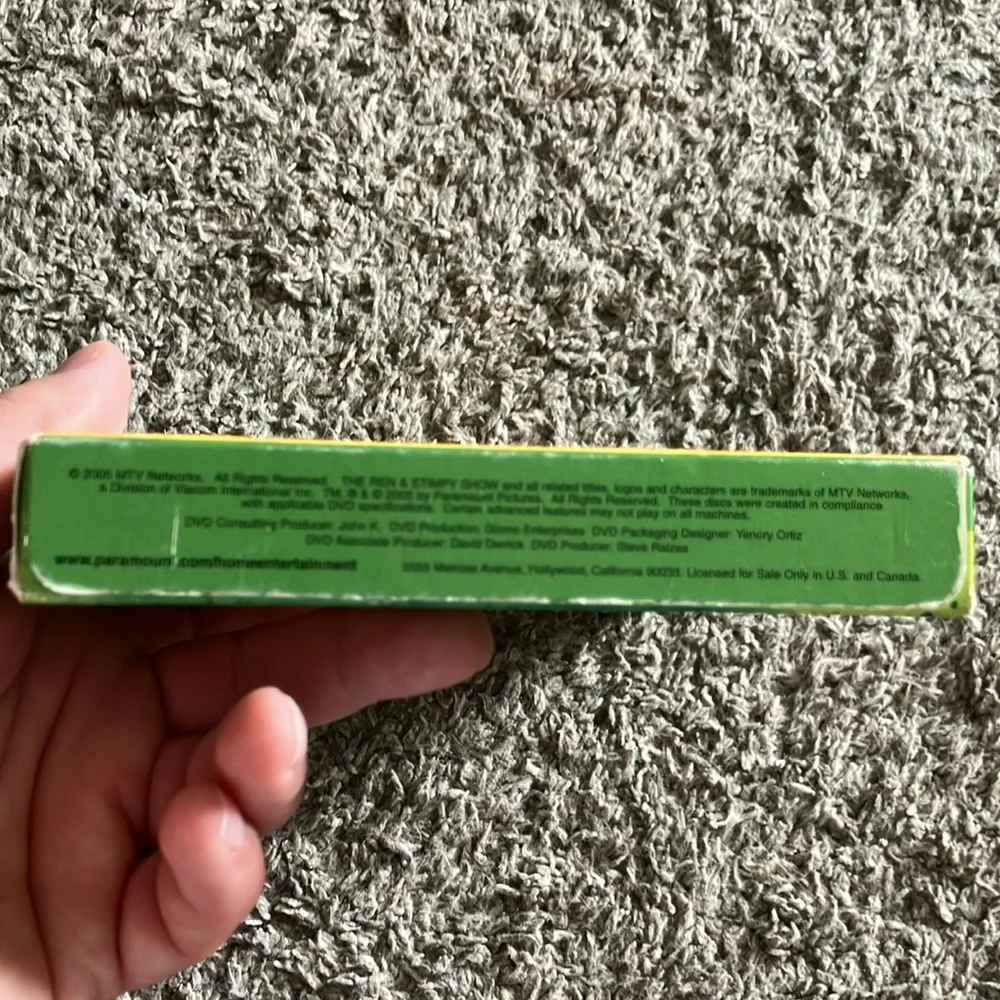 © 2005 MTV Networks. All Rights Reserved. THE REN & STIMPY SHOW and all related titles, logos and characters are trademarks of MTV Networks,
a Division of Viacom International Inc. TM, ® & © 2005 by Paramount Pictures. All Rights Reserved. These discs were created in compliance
with applicable DVD specifications. Certain advanced features may not play on all machines.
DVD Consulting Producer: John K. DVD Production: Enterprises DVD Packaging Designer: Yenory Ortiz
DVD Associate Producer: David DVD Producer: Steve Raizes
www.paramount.com/homeentertainment Melrose Avenue, Hollywood, California 90038. Licensed for Sale Only in U.S. and Canada.